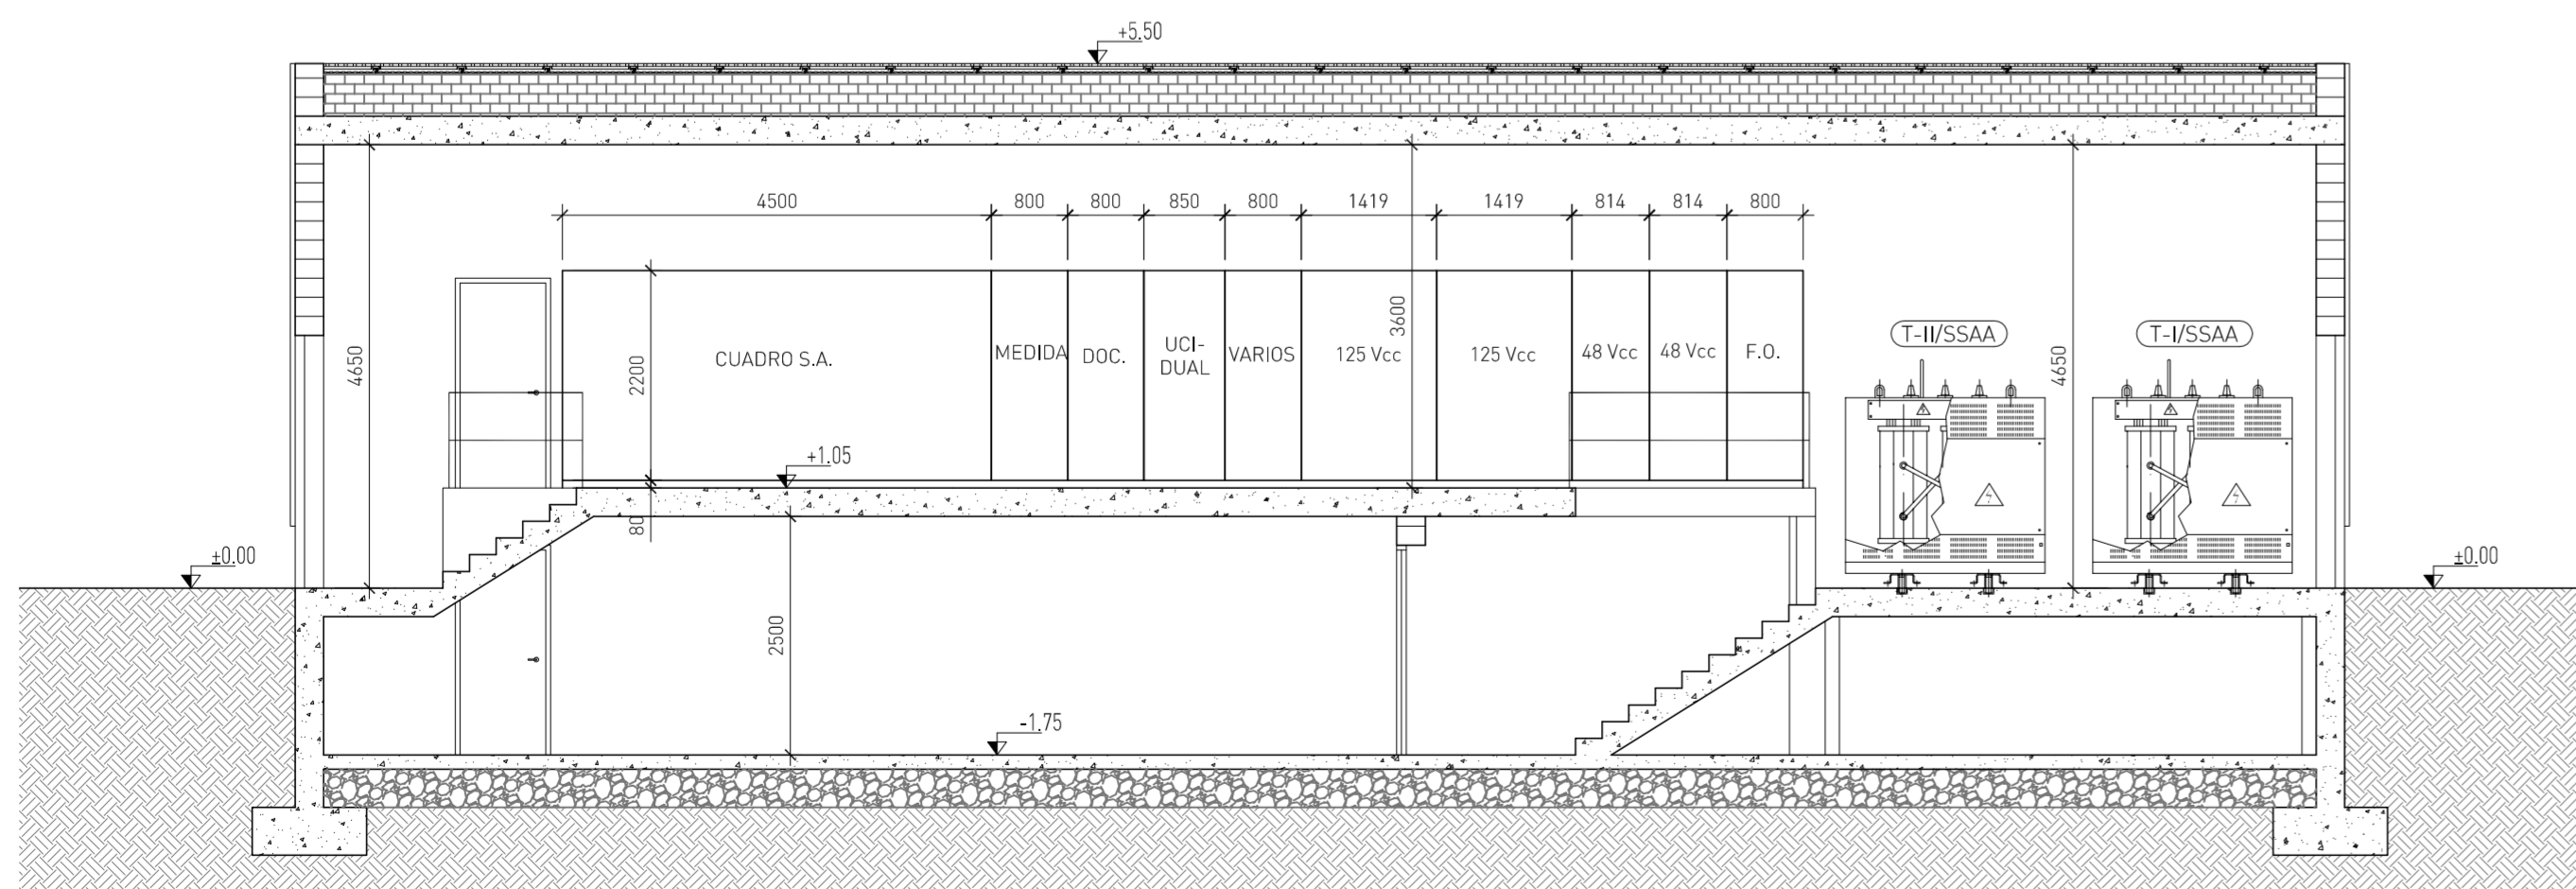 +5.50
4500 800 800 850 800 1419 1419 814 814 800
4650
2200
80
3600
4650
CUADRO S.A.
MEDIDA
DOC.
UCI-
DUAL
VARIOS
125 Vcc
125 Vcc
48 Vcc
48 Vcc
F.O.
T-II/SSAA
T-I/SSAA
+1.05
±0.00
±0.00
2500
-1.75